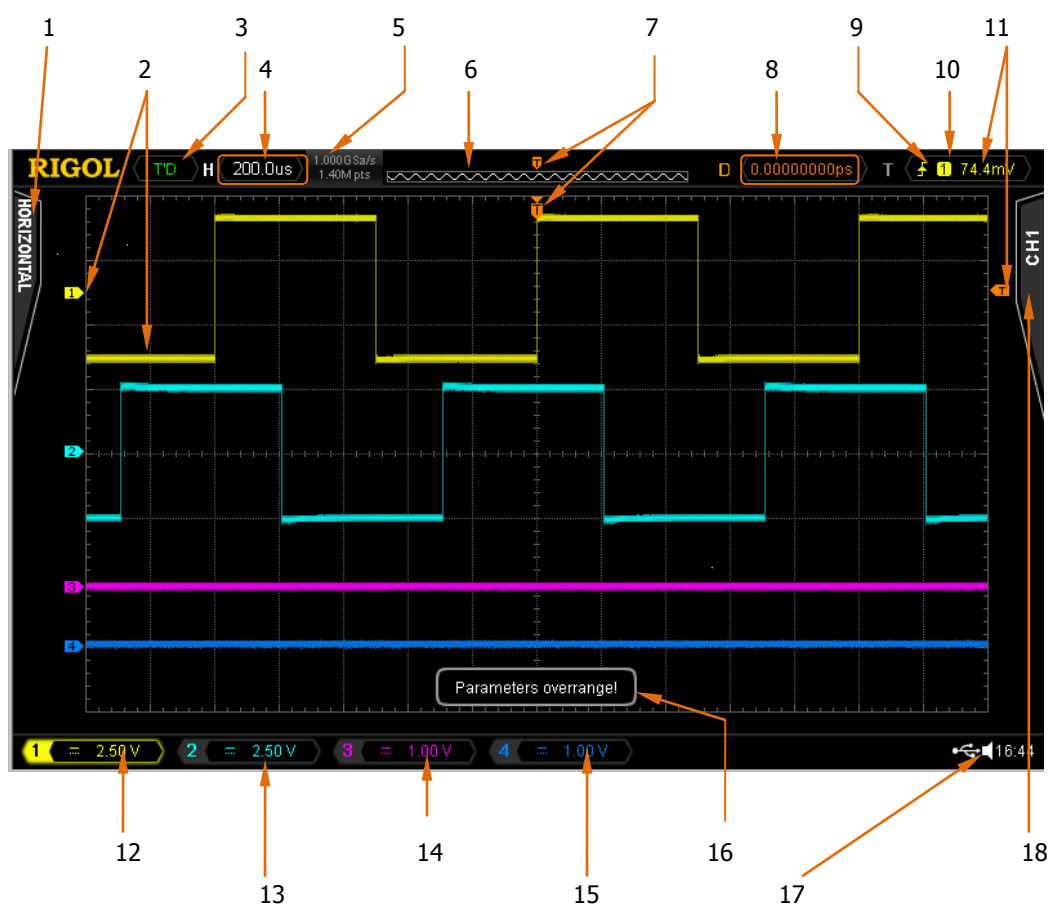 1 3 5 7 9 11
2 4 6 8 10
RIGOL T'D H 200.0us 1.000GSa/s D 0.00000000ps T 1 74.4mV
1.40M pts
T
T
HORIZONTAL
CH1
1
T
2
3
4
Parameters overrange!
1 2.50 V 2 2.50 V 3 1.00 V 4 1.00 V 16:44
12 14 16 18
13 15 17